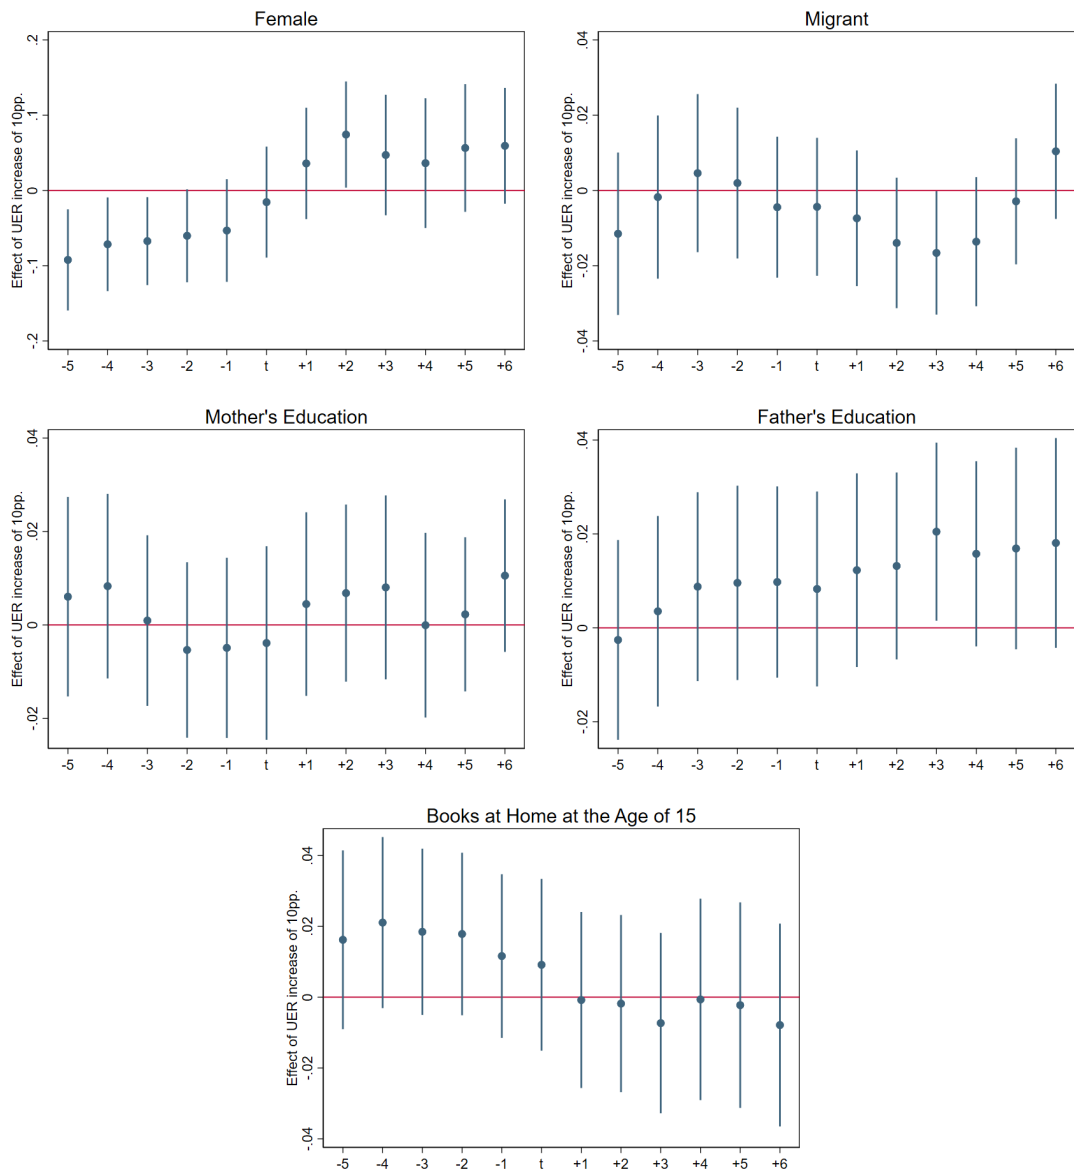 Female
Effect of UER increase of 10pp.
.2
.1
0
-.1
-.2
-5 -4 -3 -2 -1 t +1 +2 +3 +4 +5 +6
Migrant
Effect of UER increase of 10pp.
.04
.02
0
-.02
-.04
-5 -4 -3 -2 -1 t +1 +2 +3 +4 +5 +6
Mother's Education
Effect of UER increase of 10pp.
.04
.02
0
-.02
-5 -4 -3 -2 -1 t +1 +2 +3 +4 +5 +6
Father's Education
Effect of UER increase of 10pp.
.04
.02
0
-.02
-5 -4 -3 -2 -1 t +1 +2 +3 +4 +5 +6
Books at Home at the Age of 15
Effect of UER increase of 10pp.
.04
.02
0
-.02
-.04
-5 -4 -3 -2 -1 t +1 +2 +3 +4 +5 +6